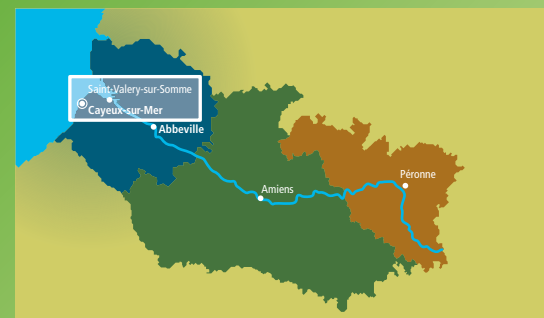 Saint-Valery-sur-Somme
Cayeux-sur-Mer
Abbeville
Péronne
Amiens